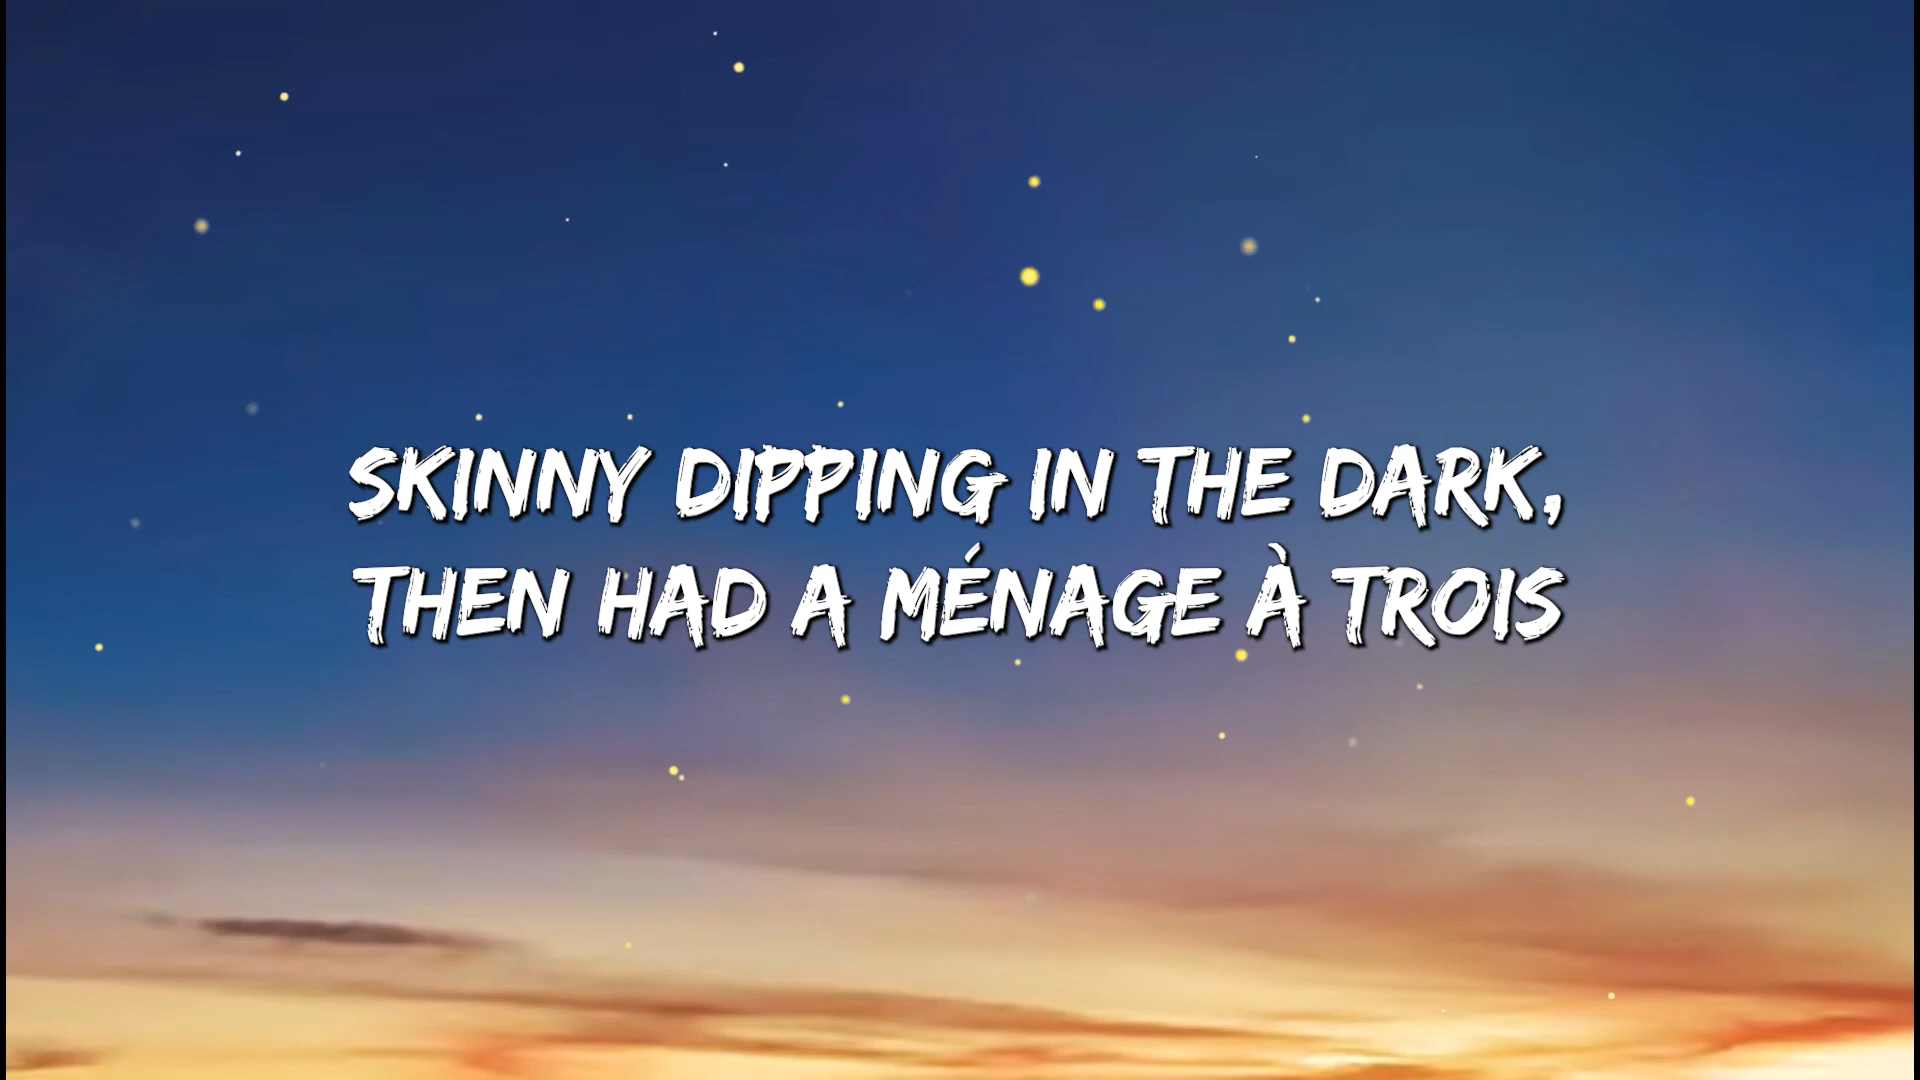 SKINNY DIPPING IN THE DARK,
THEN HAD A MÉNAGE À TROIS